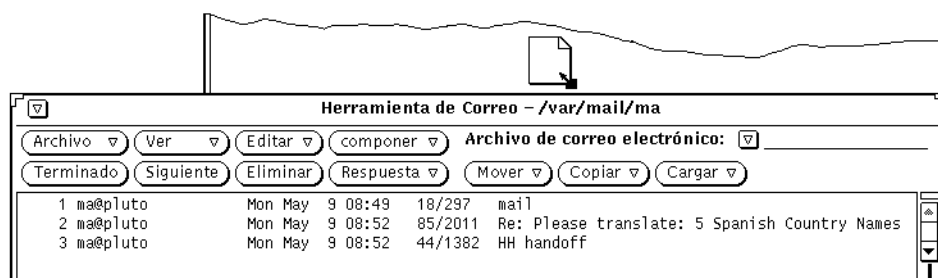 Herramienta de Correo – /var/mail/ma
Archivo Ver Editar componer Archivo de correo electrónico:
Terminado Siguiente Eliminar Respuesta Mover Copiar Cargar
1 ma@pluto Mon May 9 08:49 18/297 mail
2 ma@pluto Mon May 9 08:52 85/2011 Re: Please translate: 5 Spanish Country Names
3 ma@pluto Mon May 9 08:52 44/1382 HH handoff